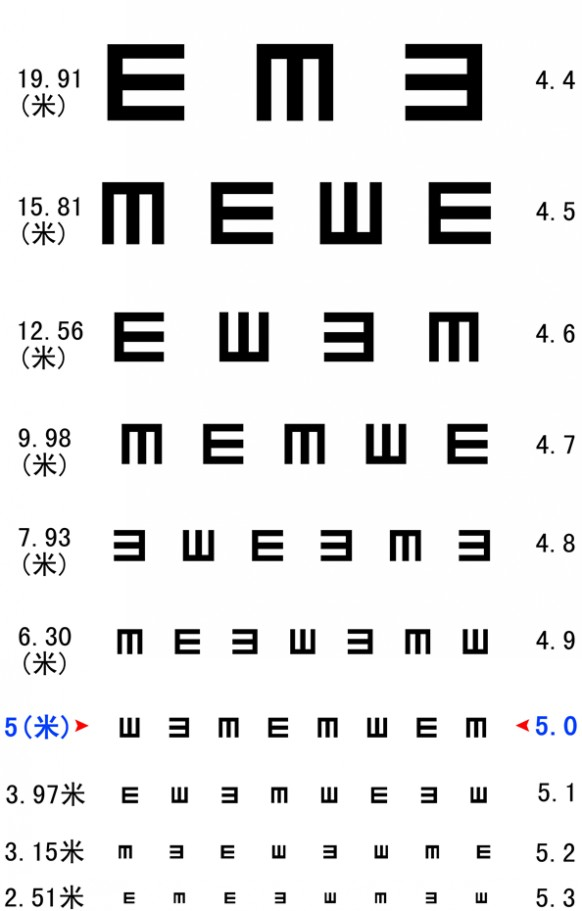 19.91 E m Ǝ 4.4
(米)
15.81 m E Ш E 4.5
(米)
12.56 E Ш Ǝ m 4.6
(米)
9.98 m E m Ш E 4.7
(米)
7.93 Ǝ Ш E Ǝ m Ǝ 4.8
(米)
6.30 m E Ǝ Ш Ǝ m Ш 4.9
(米)
5(米) Ш Ǝ m E m Ш E m 5.0
3.97米 E Ш Ǝ m Ш E Ǝ Ш 5.1
3.15米 m Ǝ E Ш Ǝ Ш m E 5.2
2.51米 E m E Ǝ Ш m Ǝ Ш 5.3